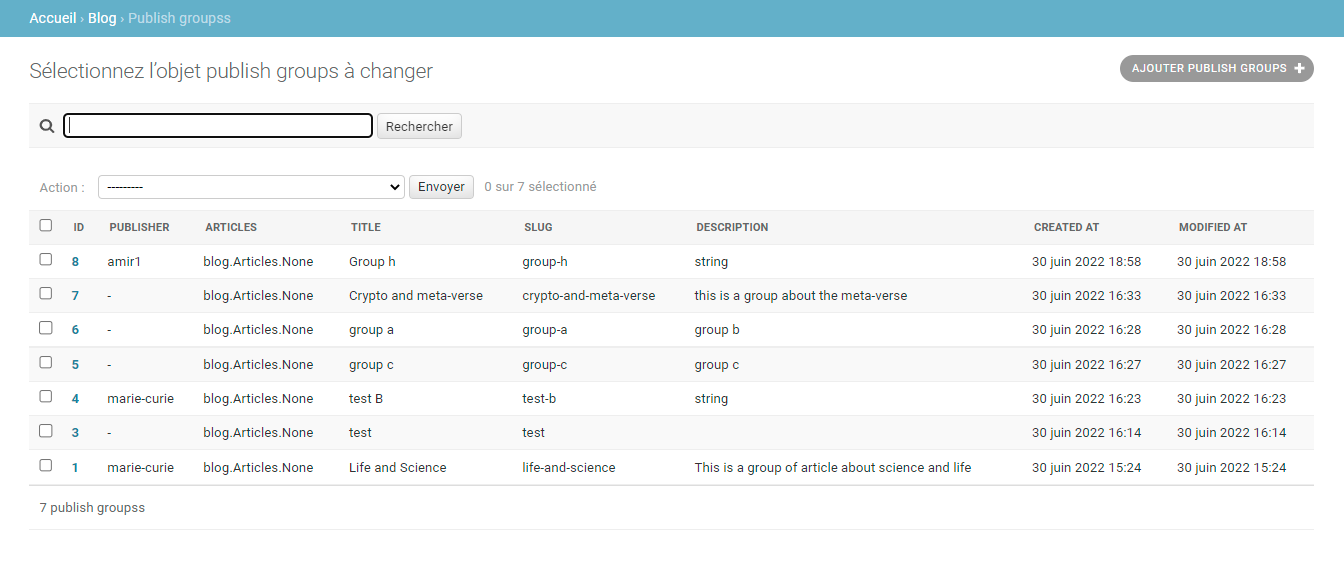 Accueil › Blog › Publish groupss
Sélectionnez l’objet publish groups à changer
AJOUTER PUBLISH GROUPS +
Rechercher
Action : --------- Envoyer 0 sur 7 sélectionné
ID PUBLISHER ARTICLES TITLE SLUG DESCRIPTION CREATED AT MODIFIED AT
8 amir1 blog.Articles.None Group h group-h string 30 juin 2022 18:58 30 juin 2022 18:58
7 - blog.Articles.None Crypto and meta-verse crypto-and-meta-verse this is a group about the meta-verse 30 juin 2022 16:33 30 juin 2022 16:33
6 - blog.Articles.None group a group-a group b 30 juin 2022 16:28 30 juin 2022 16:28
5 - blog.Articles.None group c group-c group c 30 juin 2022 16:27 30 juin 2022 16:27
4 marie-curie blog.Articles.None test B test-b string 30 juin 2022 16:23 30 juin 2022 16:23
3 - blog.Articles.None test test 30 juin 2022 16:14 30 juin 2022 16:14
1 marie-curie blog.Articles.None Life and Science life-and-science This is a group of article about science and life 30 juin 2022 15:24 30 juin 2022 15:24
7 publish groupss